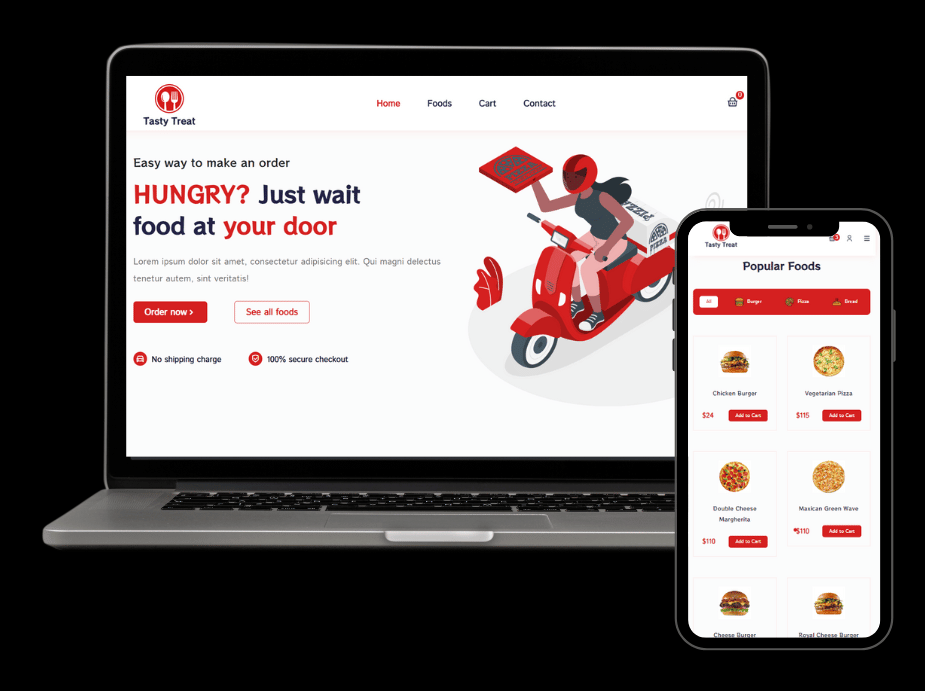 Tasty Treat
Home Foods Cart Contact
0
Easy way to make an order
HUNGRY? Just wait
food at your door
Lorem ipsum dolor sit amet, consectetur adipisicing elit. Qui magni delectus
tenetur autem, sint veritatis!
Order now >
See all foods
No shipping charge
100% secure checkout
PIZZA
Tasty Treat
Popular Foods
All Burger Pizza Bread
Chicken Burger
$24 Add to Cart
Vegetarian Pizza
$115 Add to Cart
Double Cheese
Margherita
$110 Add to Cart
Maxican Green Wave
$110 Add to Cart
Cheese Burger
Royal Cheese Burger